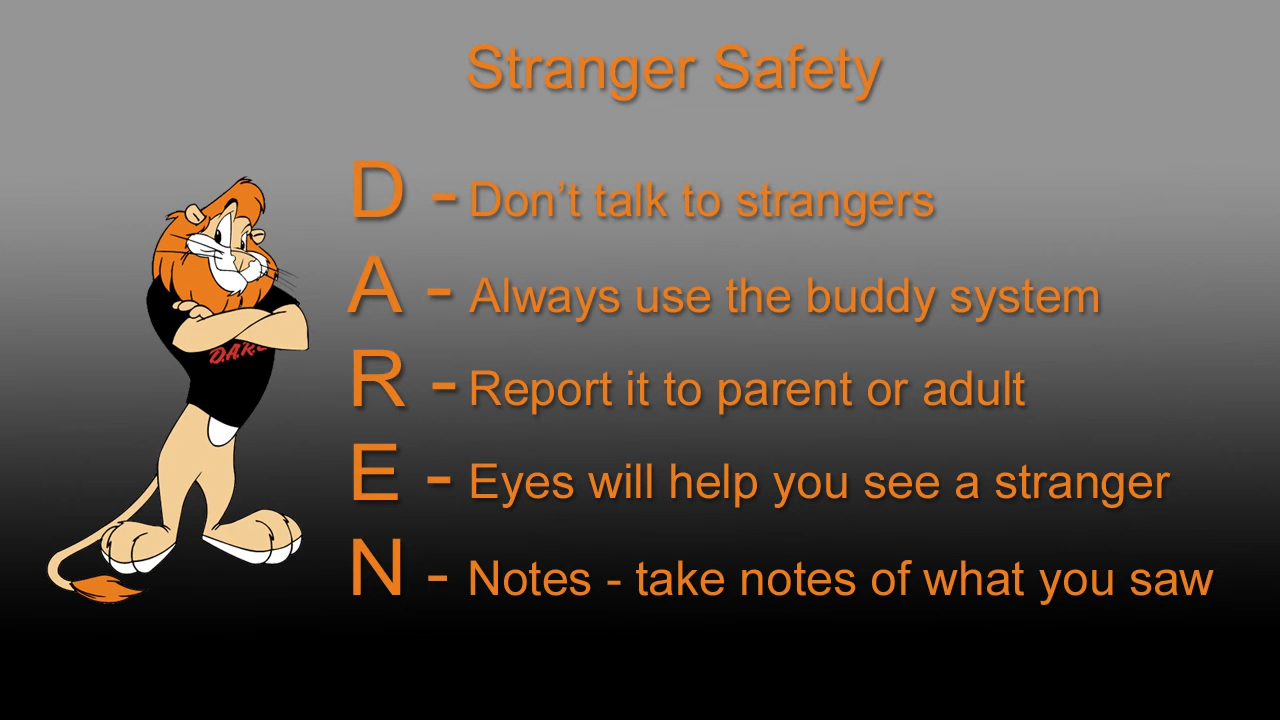 Stranger Safety
D - Don't talk to strangers
A - Always use the buddy system
R - Report it to parent or adult
E - Eyes will help you see a stranger
N - Notes - take notes of what you saw